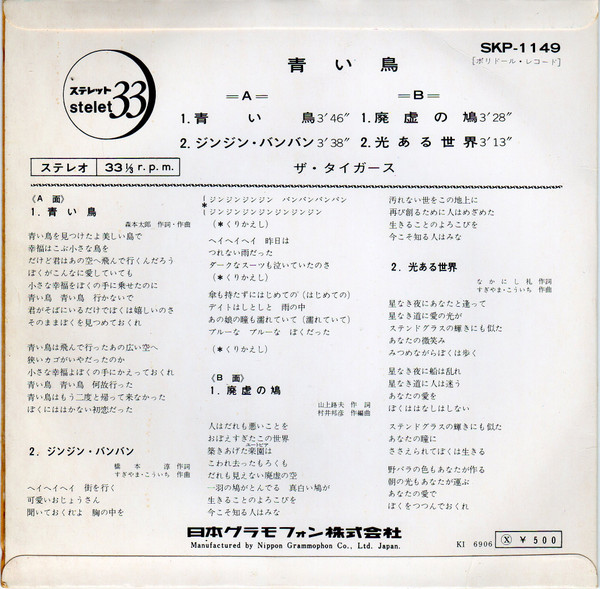 SKP-1149
[ポリドール・レコード]
ステレット
stelet 33
青い鳥
=A=
1.青い鳥3′46″
2.ジンジン・バンバン3′38″
=B=
1.廃虚の鳩3′28″
2.光ある世界3′13″
ザ・タイガース
ステレオ 33⅓ r.p.m.
《A面》
1.青い鳥
森本太郎 作詞・作曲
青い鳥を見つけたよ美しい島で
幸福はこぶ小さな鳥を
だけど君はあの空へ飛んで行くんだろう
ぼくがこんなに愛していても
小さな幸福をぼくの手に乗せたのに
青い鳥 青い鳥 行かないで
君がそばにいるだけでぼくは嬉しいのさ
そのままぼくを見つめておくれ
青い鳥は飛んで行ったあの広い空へ
狭いカゴがいやだったのか
小さな幸福よぼくの手にかえっておくれ
青い鳥 青い鳥 何故行った
青い鳥はもう二度と帰って来なかった
ぼくにははかない初恋だった
2.ジンジン・バンバン
橋本淳 作詞
すぎやま・こういち 作曲
ヘイヘイヘイ 街を行く
可愛いおじょうさん
聞いておくれよ 胸の中を
ジンジンジンジン バンバンバンバン
*
ジンジンジンジンジンジンジン
(*くりかえし)
ヘイヘイヘイ 昨日は
つれない雨だった
ダークなスーツも泣いていたのさ
(*くりかえし)
傘も持たずにはじめての(はじめての)
デイトはしとしと 雨の中
あの娘の瞳も濡れていて(濡れていて)
ブルーな ブルーな ぼくだった
(*くりかえし)
《B面》
1.廃虚の鳩
山上路夫 作詞
村井邦彦 作編曲
人はだれも悪いことを
おぼえすぎたこの世界
ユートピア
築きあげた楽園は
こわれ去ったもろくも
だれも見えない廃虚の空
一羽の鳩がとんでる 真白い鳩が
生きることのよろこびを
今こそ知る人はみな
汚れない世をこの地上に
再び創るために人はめざめた
生きることのよろこび
今こそ知る人はみな
2.光ある世界
なかにし礼 作詞
すぎやま・こういち 作曲
星なき夜にあなたと逢って
星なき道に愛の光が
ステンドグラスの輝きにも似た
あなたの微笑み
みつめながらぼくは歩く
星なき夜に船は乱れ
星なき道に人は迷う
あなたの愛を
ぼくははなしはしない
ステンドグラスの輝きにも似た
あなたの瞳に
ささえられてぼくは生きる
野バラの色もあなたが作る
朝の光もあなたが運ぶ
あなたの愛で
ぼくをつつんでおくれ
日本グラモフォン株式会社
Manufactured by Nippon Grammophon Co., Ltd. Japan.
KI 6906
Ⓧ ￥500